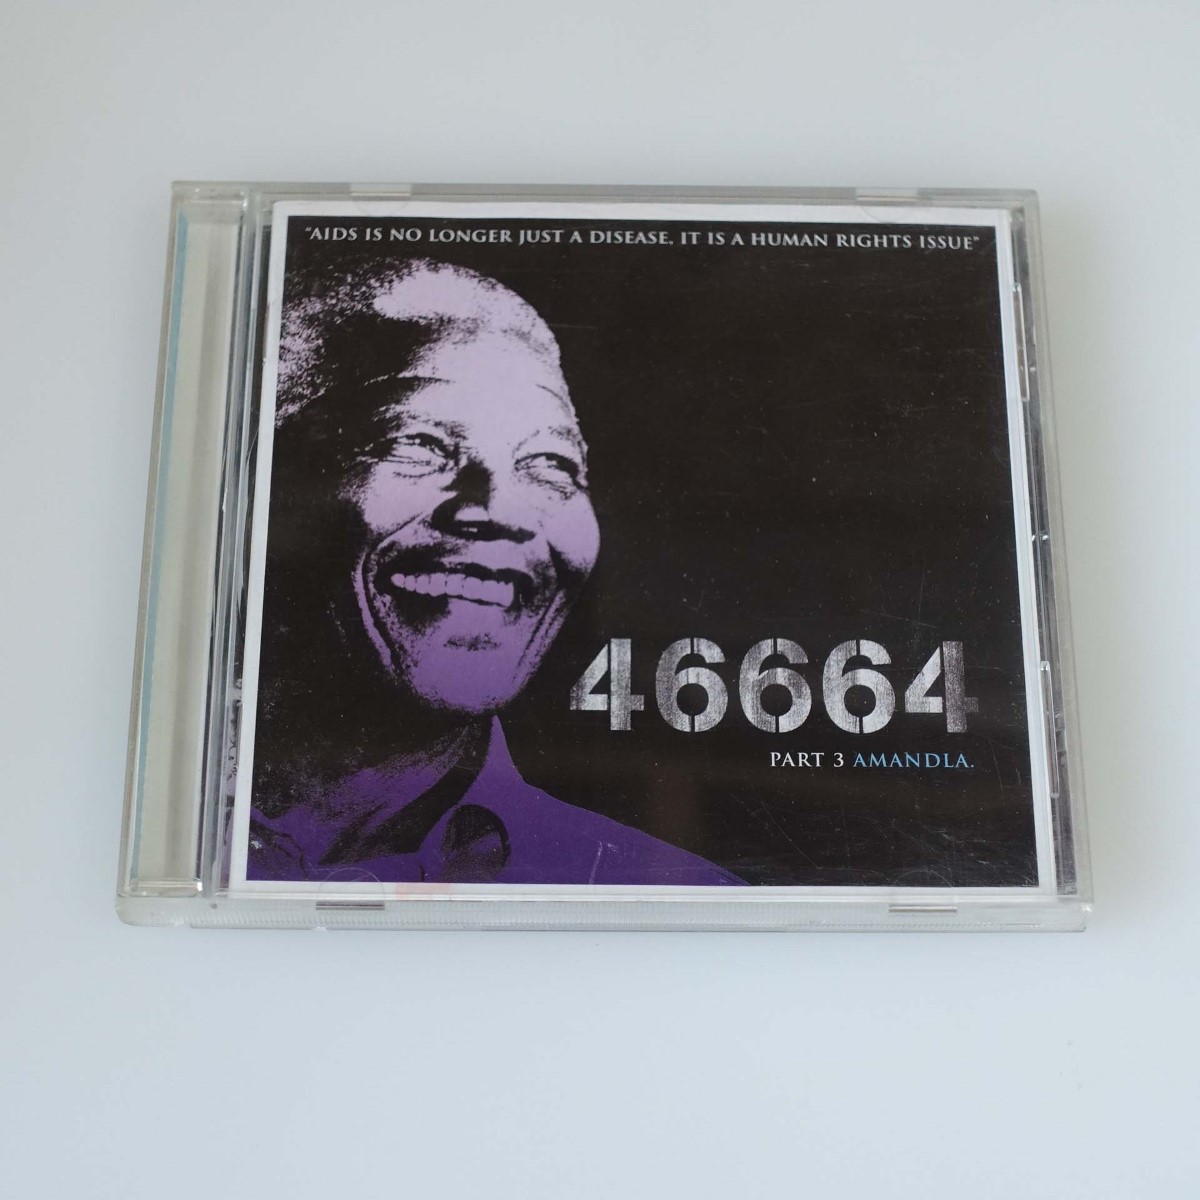 "AIDS IS NO LONGER JUST A DISEASE, IT IS A HUMAN RIGHTS ISSUE"
46664
PART 3 AMANDLA.